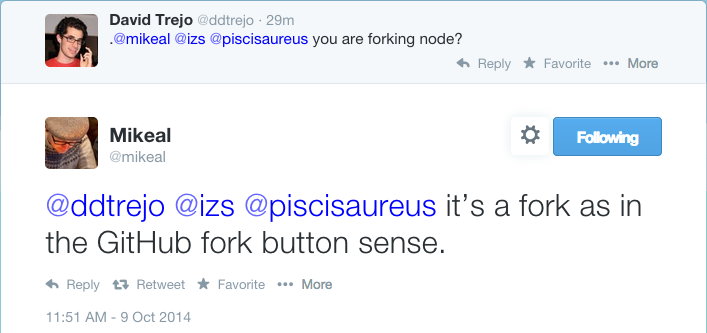 David Trejo @ddtrejo · 29m
.@mikeal @izs @piscisaureus you are forking node?
Reply Favorite More
Mikeal
@mikeal
Following
@ddtrejo @izs @piscisaureus it’s a fork as in
the GitHub fork button sense.
Reply Retweet Favorite More
11:51 AM - 9 Oct 2014